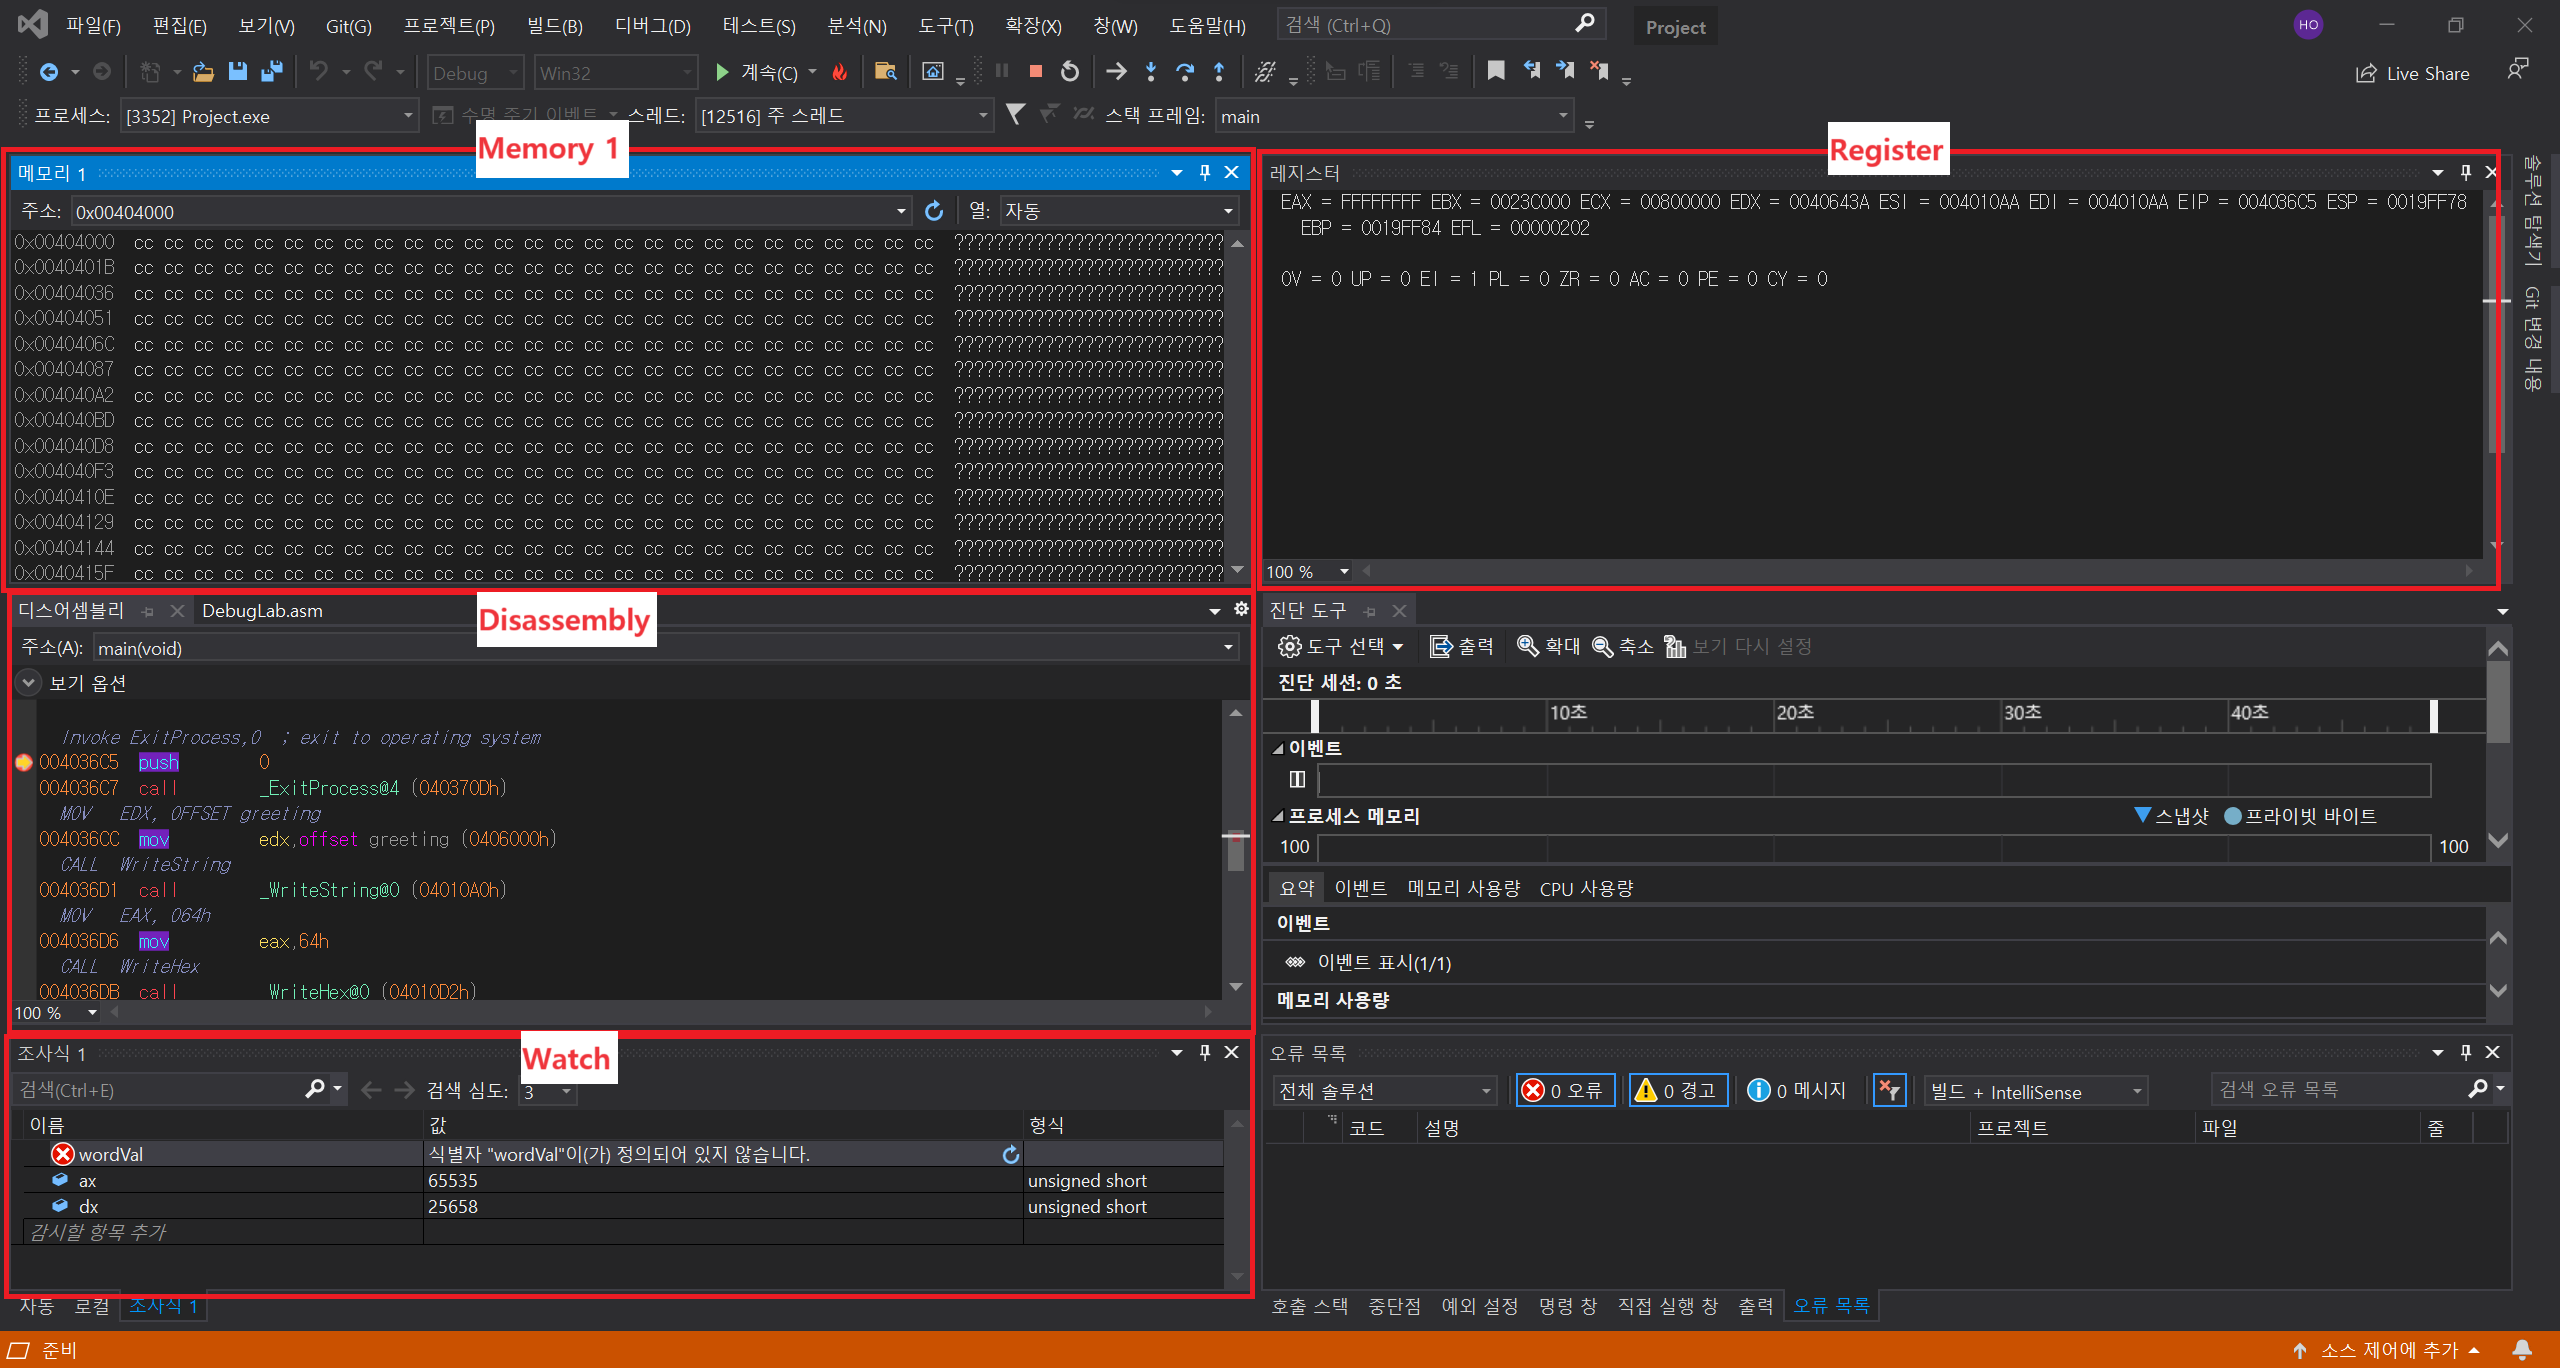 파일(F) 편집(E) 보기(V) Git(G) 프로젝트(P) 빌드(B) 디버그(D) 테스트(S) 분석(N) 도구(T) 확장(X) 창(W) 도움말(H) 검색 (Ctrl+Q) Project HO
Debug Win32 계속(C) Live Share
프로세스: [3352] Project.exe 수명 주기 이벤트 스레드: [12516] 주 스레드 스택 프레임: main
Memory 1
메모리 1
주소: 0x00404000 열: 자동
0x00404000 cc cc cc cc cc cc cc cc cc cc cc cc cc cc cc cc cc cc cc cc cc cc cc cc cc cc cc ???????????????????????????
0x0040401B cc cc cc cc cc cc cc cc cc cc cc cc cc cc cc cc cc cc cc cc cc cc cc cc cc cc cc ???????????????????????????
0x00404036 cc cc cc cc cc cc cc cc cc cc cc cc cc cc cc cc cc cc cc cc cc cc cc cc cc cc cc ???????????????????????????
0x00404051 cc cc cc cc cc cc cc cc cc cc cc cc cc cc cc cc cc cc cc cc cc cc cc cc cc cc cc ???????????????????????????
0x0040406C cc cc cc cc cc cc cc cc cc cc cc cc cc cc cc cc cc cc cc cc cc cc cc cc cc cc cc ???????????????????????????
0x00404087 cc cc cc cc cc cc cc cc cc cc cc cc cc cc cc cc cc cc cc cc cc cc cc cc cc cc cc ???????????????????????????
0x004040A2 cc cc cc cc cc cc cc cc cc cc cc cc cc cc cc cc cc cc cc cc cc cc cc cc cc cc cc ???????????????????????????
0x004040BD cc cc cc cc cc cc cc cc cc cc cc cc cc cc cc cc cc cc cc cc cc cc cc cc cc cc cc ???????????????????????????
0x004040D8 cc cc cc cc cc cc cc cc cc cc cc cc cc cc cc cc cc cc cc cc cc cc cc cc cc cc cc ???????????????????????????
0x004040F3 cc cc cc cc cc cc cc cc cc cc cc cc cc cc cc cc cc cc cc cc cc cc cc cc cc cc cc ???????????????????????????
0x0040410E cc cc cc cc cc cc cc cc cc cc cc cc cc cc cc cc cc cc cc cc cc cc cc cc cc cc cc ???????????????????????????
0x00404129 cc cc cc cc cc cc cc cc cc cc cc cc cc cc cc cc cc cc cc cc cc cc cc cc cc cc cc ???????????????????????????
0x00404144 cc cc cc cc cc cc cc cc cc cc cc cc cc cc cc cc cc cc cc cc cc cc cc cc cc cc cc ???????????????????????????
0x0040415F cc cc cc cc cc cc cc cc cc cc cc cc cc cc cc cc cc cc cc cc cc cc cc cc cc cc cc ???????????????????????????
Register
레지스터
EAX = FFFFFFFF EBX = 0023C000 ECX = 00800000 EDX = 0040643A ESI = 004010AA EDI = 004010AA EIP = 004036C5 ESP = 0019FF78
EBP = 0019FF84 EFL = 00000202
OV = 0 UP = 0 EI = 1 PL = 0 ZR = 0 AC = 0 PE = 0 CY = 0
100 %
솔루션 탐색기
Git 변경 내용
디스어셈블리 DebugLab.asm
Disassembly
주소(A): main(void)
보기 옵션
Invoke ExitProcess,0 ; exit to operating system
004036C5 push 0
004036C7 call _ExitProcess@4 (040370Dh)
MOV EDX, OFFSET greeting
004036CC mov edx,offset greeting (0406000h)
CALL WriteString
004036D1 call _WriteString@0 (04010A0h)
MOV EAX, 064h
004036D6 mov eax,64h
CALL WriteHex
004036DB call _WriteHex@0 (04010D2h)
100 %
진단 도구
도구 선택 출력 확대 축소 보기 다시 설정
진단 세션: 0 초
10초 20초 30초 40초
이벤트
프로세스 메모리 스냅샷 프라이빗 바이트
100 100
요약 이벤트 메모리 사용량 CPU 사용량
이벤트
이벤트 표시(1/1)
메모리 사용량
조사식 1
Watch
검색(Ctrl+E) 검색 심도: 3
이름 값 형식
wordVal 식별자 "wordVal"이(가) 정의되어 있지 않습니다.
ax 65535 unsigned short
dx 25658 unsigned short
감시할 항목 추가
자동 로컬 조사식 1
오류 목록
전체 솔루션 0 오류 0 경고 0 메시지 빌드 + IntelliSense 검색 오류 목록
코드 설명 프로젝트 파일 줄
호출 스택 중단점 예외 설정 명령 창 직접 실행 창 출력 오류 목록
준비 소스 제어에 추가